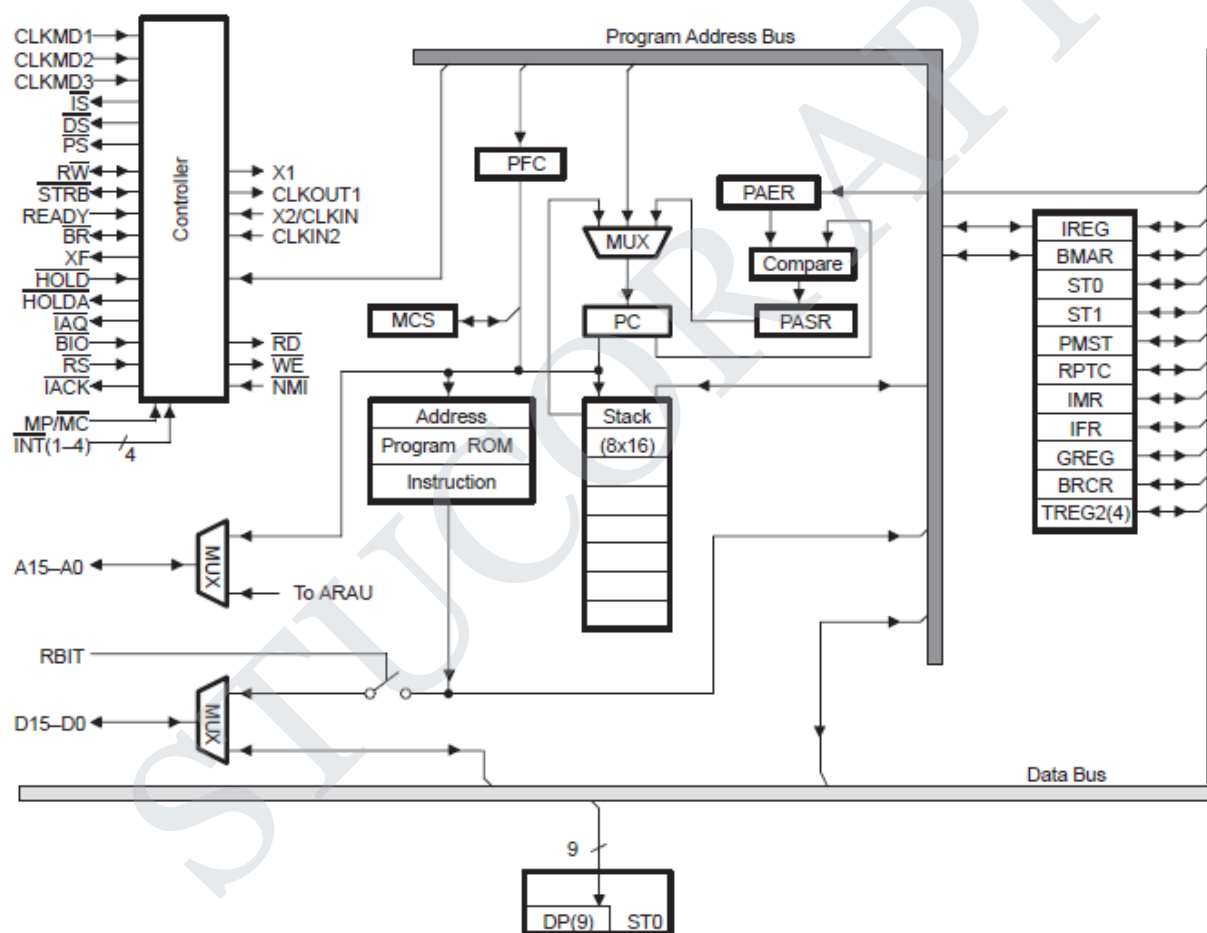 Program Address Bus
CLKMD1
CLKMD2
CLKMD3
IS
DS
PS
RW
STRB
READY
BR
XF
HOLD
HOLDA
IAQ
BIO
RS
IACK
MP/MC
INT(1–4)
4
Controller
X1
CLKOUT1
X2/CLKIN
CLKIN2
RD
WE
NMI
PFC
MUX
MCS
PC
PAER
Compare
PASR
IREG
BMAR
ST0
ST1
PMST
RPTC
IMR
IFR
GREG
BRCR
TREG2(4)
Address
Program ROM
Instruction
Stack
(8x16)
A15–A0
MUX
To ARAU
RBIT
D15–D0
MUX
Data Bus
9
DP(9) ST0
STUCORAP